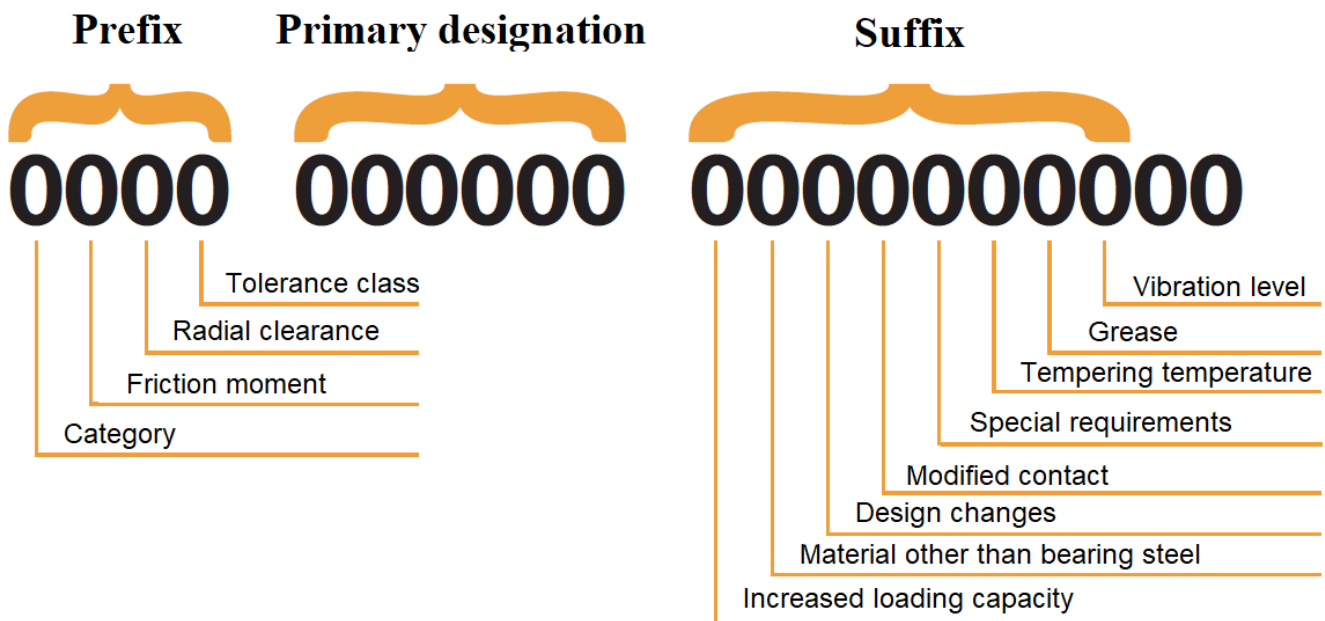 Prefix Primary designation Suffix
0000 000000 0000000000
Tolerance class
Radial clearance
Friction moment
Category
Vibration level
Grease
Tempering temperature
Special requirements
Modified contact
Design changes
Material other than bearing steel
Increased loading capacity